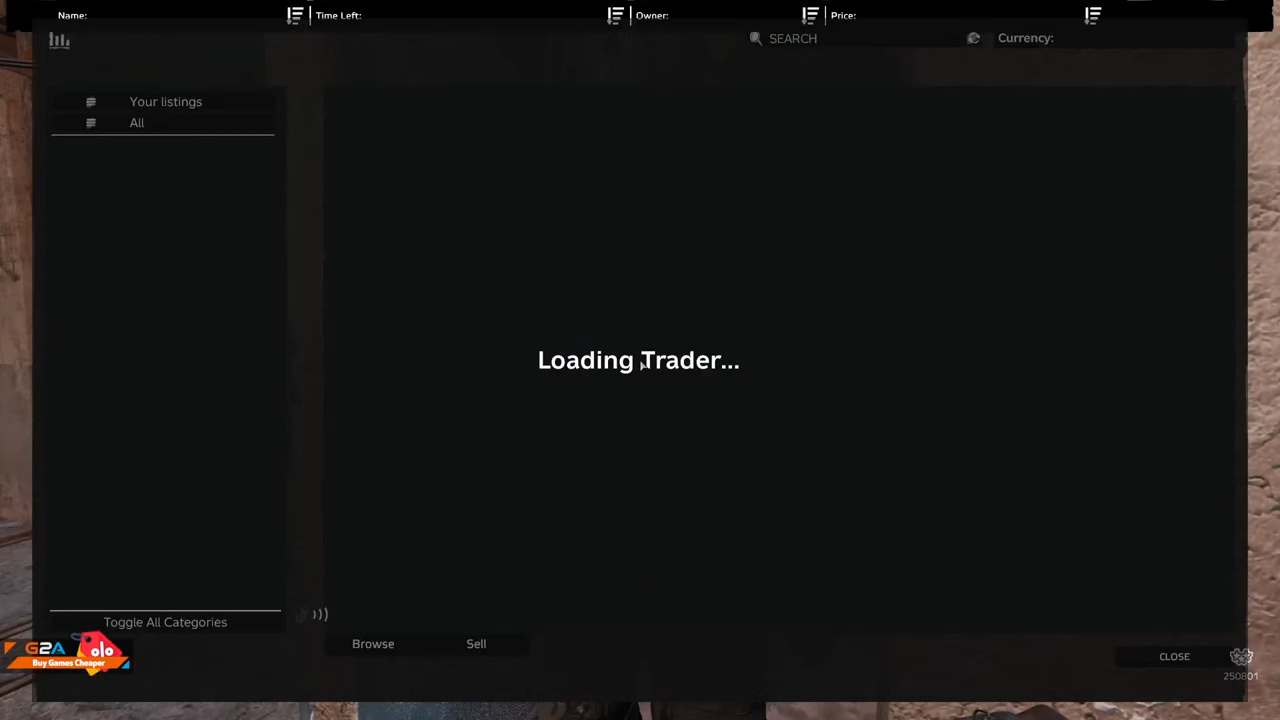 Name: Time Left: Owner: Price:
SEARCH Currency:
Your listings
All
Loading Trader...
Toggle All Categories
Browse Sell
G2A
Buy Games Cheaper
CLOSE
250801